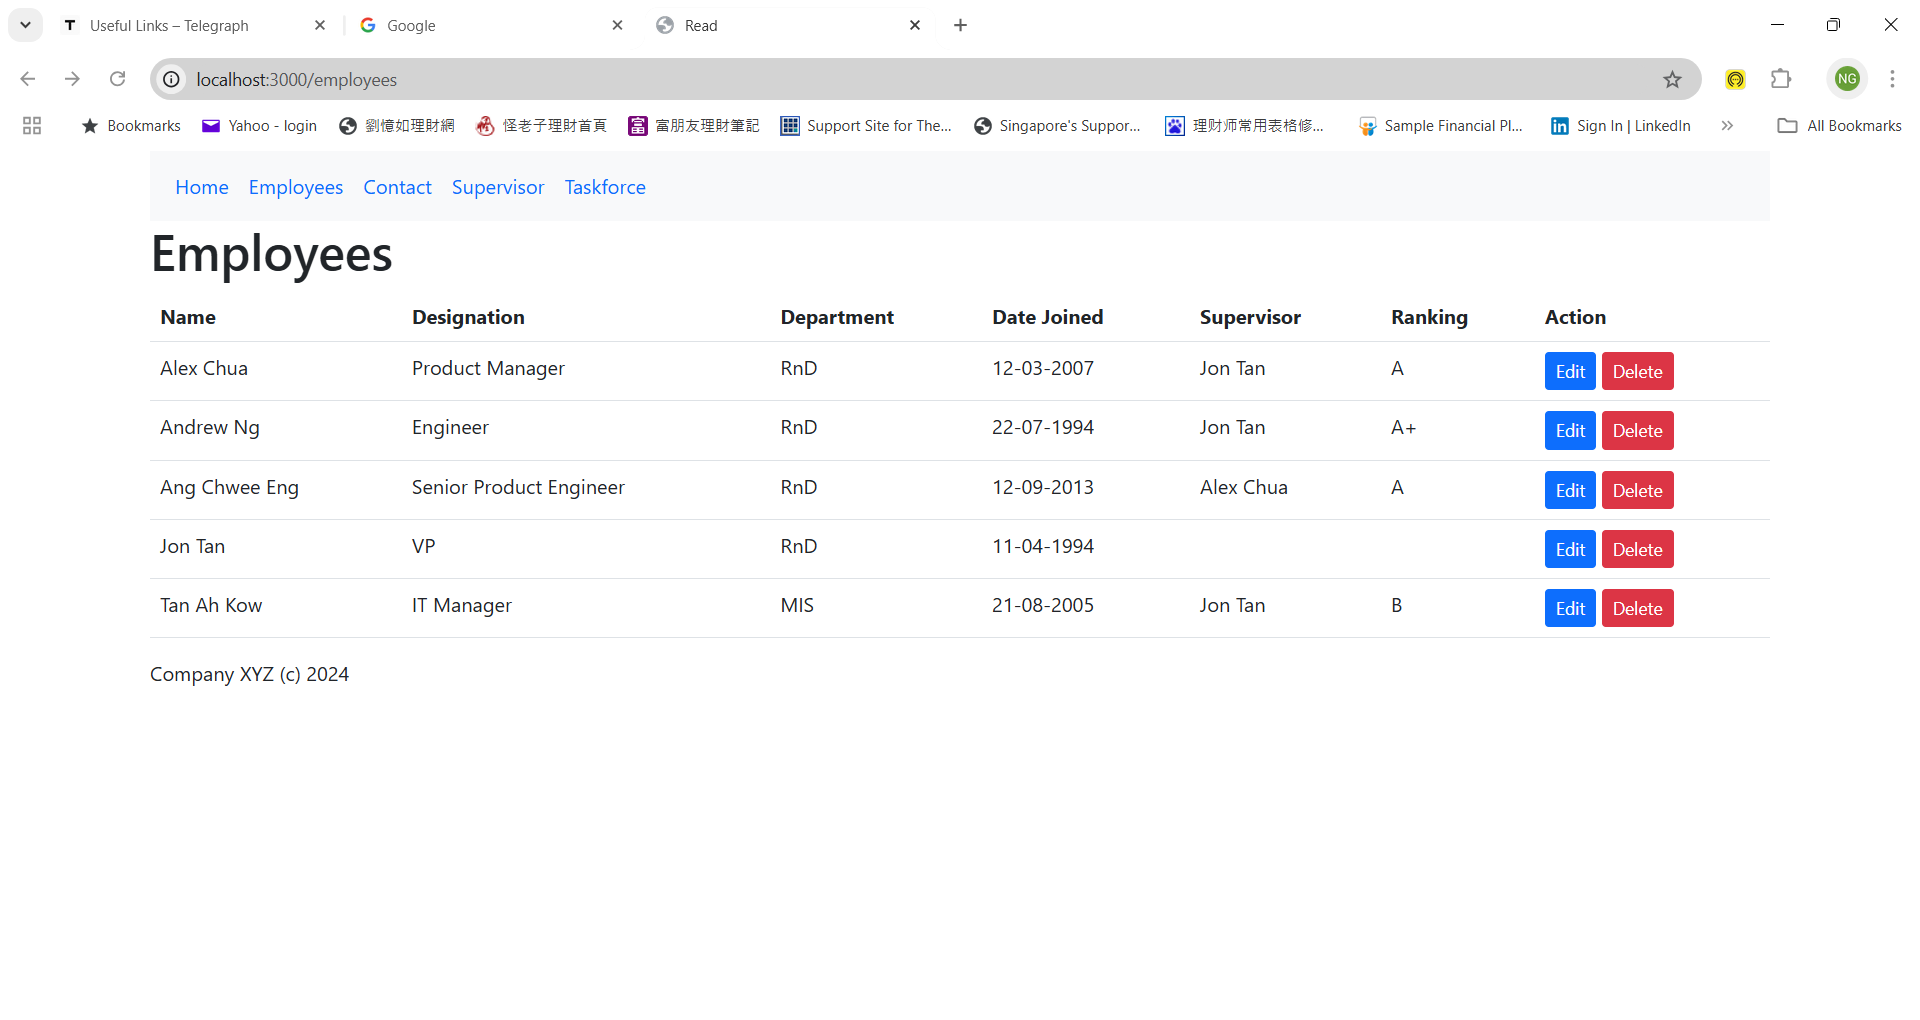 Useful Links – Telegraph
Google
Read
localhost:3000/employees
NG
Bookmarks
Yahoo - login
劉憶如理財網
怪老子理財首頁
富朋友理財筆記
Support Site for The...
Singapore's Suppor...
理财师常用表格修...
Sample Financial Pl...
Sign In | LinkedIn
All Bookmarks
Home Employees Contact Supervisor Taskforce
Employees
Name Designation Department Date Joined Supervisor Ranking Action
Alex Chua Product Manager RnD 12-03-2007 Jon Tan A Edit Delete
Andrew Ng Engineer RnD 22-07-1994 Jon Tan A+ Edit Delete
Ang Chwee Eng Senior Product Engineer RnD 12-09-2013 Alex Chua A Edit Delete
Jon Tan VP RnD 11-04-1994 Edit Delete
Tan Ah Kow IT Manager MIS 21-08-2005 Jon Tan B Edit Delete
Company XYZ (c) 2024